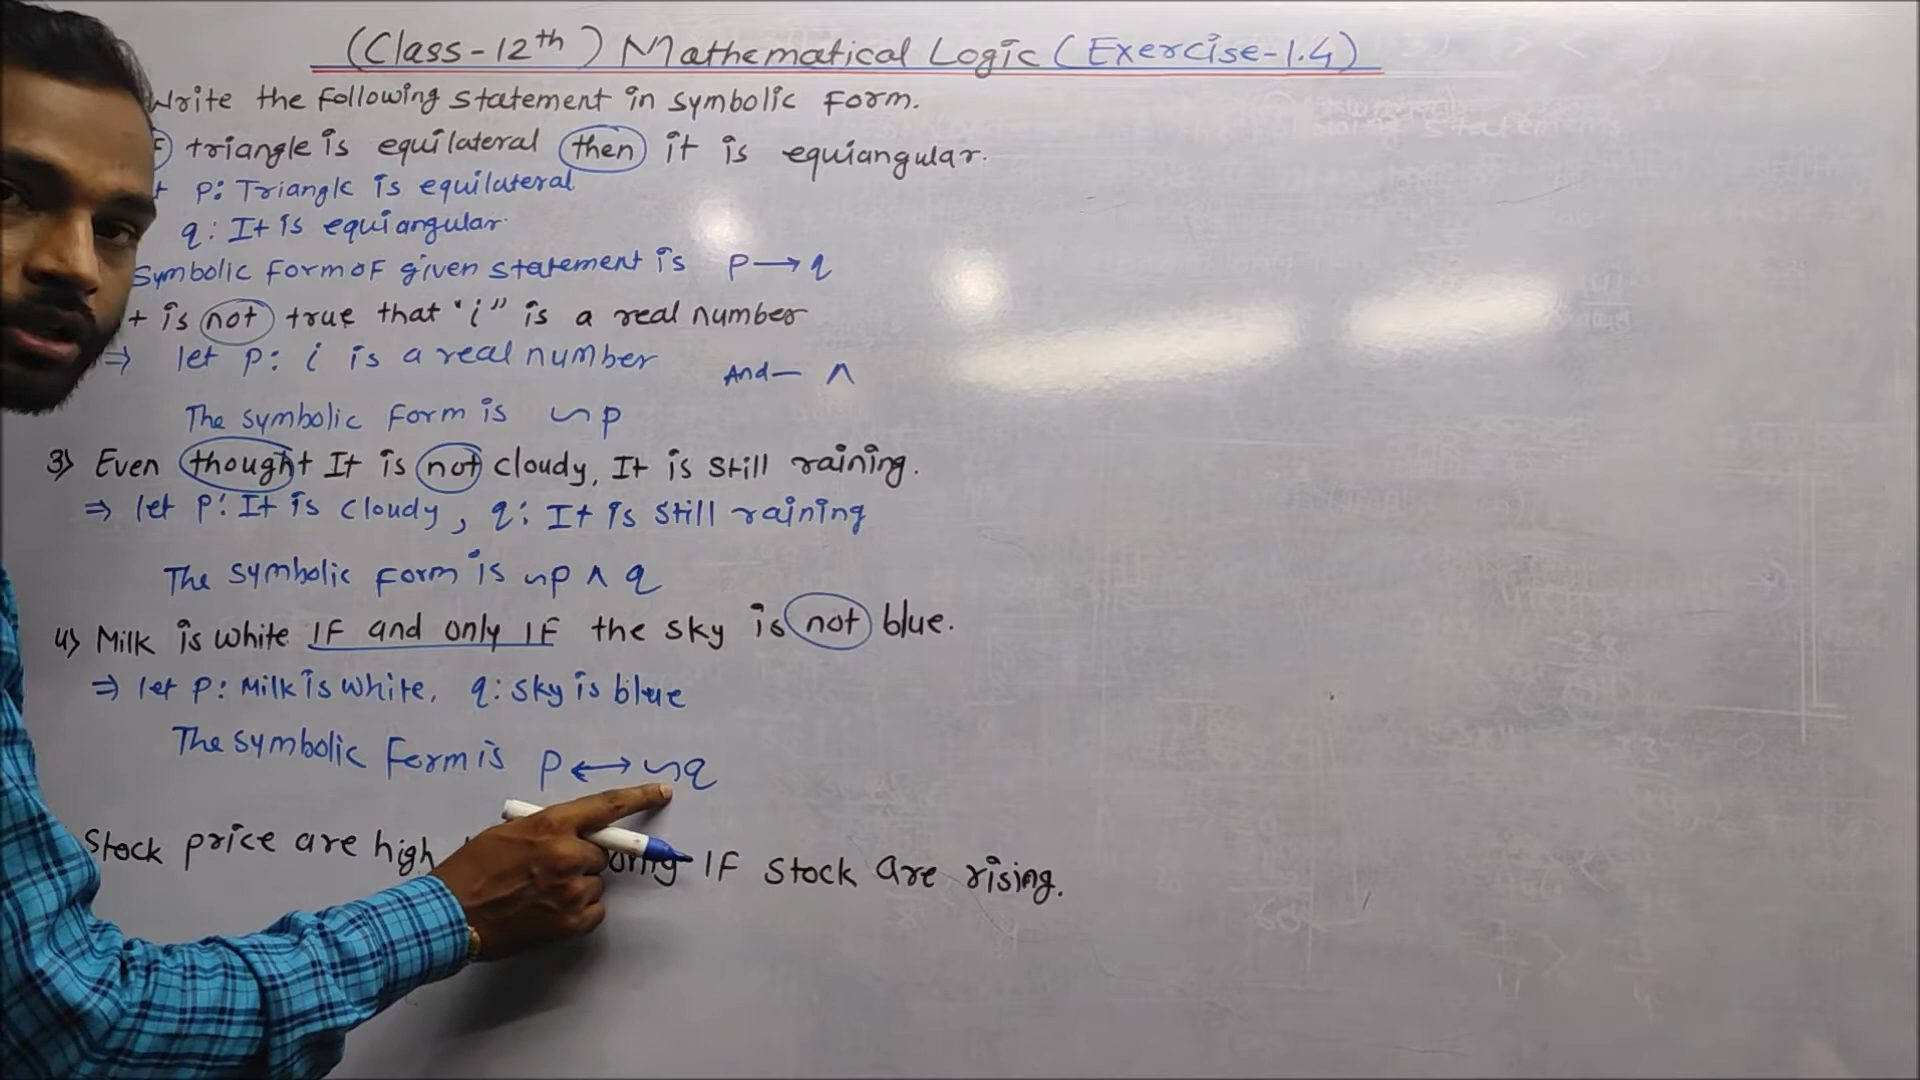 (Class-12th) Mathematical Logic (Exercise-1.4)
Write the following statement in symbolic form.
triangle is equilateral then it is equiangular.
p: Triangle is equilateral.
q: It is equiangular.
Symbolic form of given statement is p → q
is not true that "i" is a real number
⇒ let p: i is a real number
And - ∧
The symbolic form is ~p
3) Even thought It is not cloudy, It is still raining.
⇒ let p: It is cloudy, q: It is still raining
The symbolic form is ~p ∧ q
4) Milk is white IF and only IF the sky is not blue.
⇒ let p: Milk is white, q: sky is blue
The symbolic form is p ↔ ~q
Stock price are high only IF stock are rising.